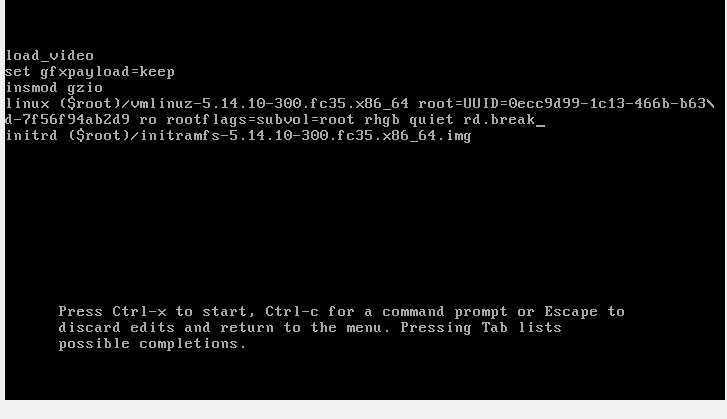 load_video
set gfxpayload=keep
insmod gzio
linux ($root)/vmlinuz-5.14.10-300.fc35.x86_64 root=UUID=0ecc9d99-1c13-466b-b63\
d-7f56f94ab2d9 ro rootflags=subvol=root rhgb quiet rd.break_
initrd ($root)/initramfs-5.14.10-300.fc35.x86_64.img
Press Ctrl-x to start, Ctrl-c for a command prompt or Escape to
discard edits and return to the menu. Pressing Tab lists
possible completions.